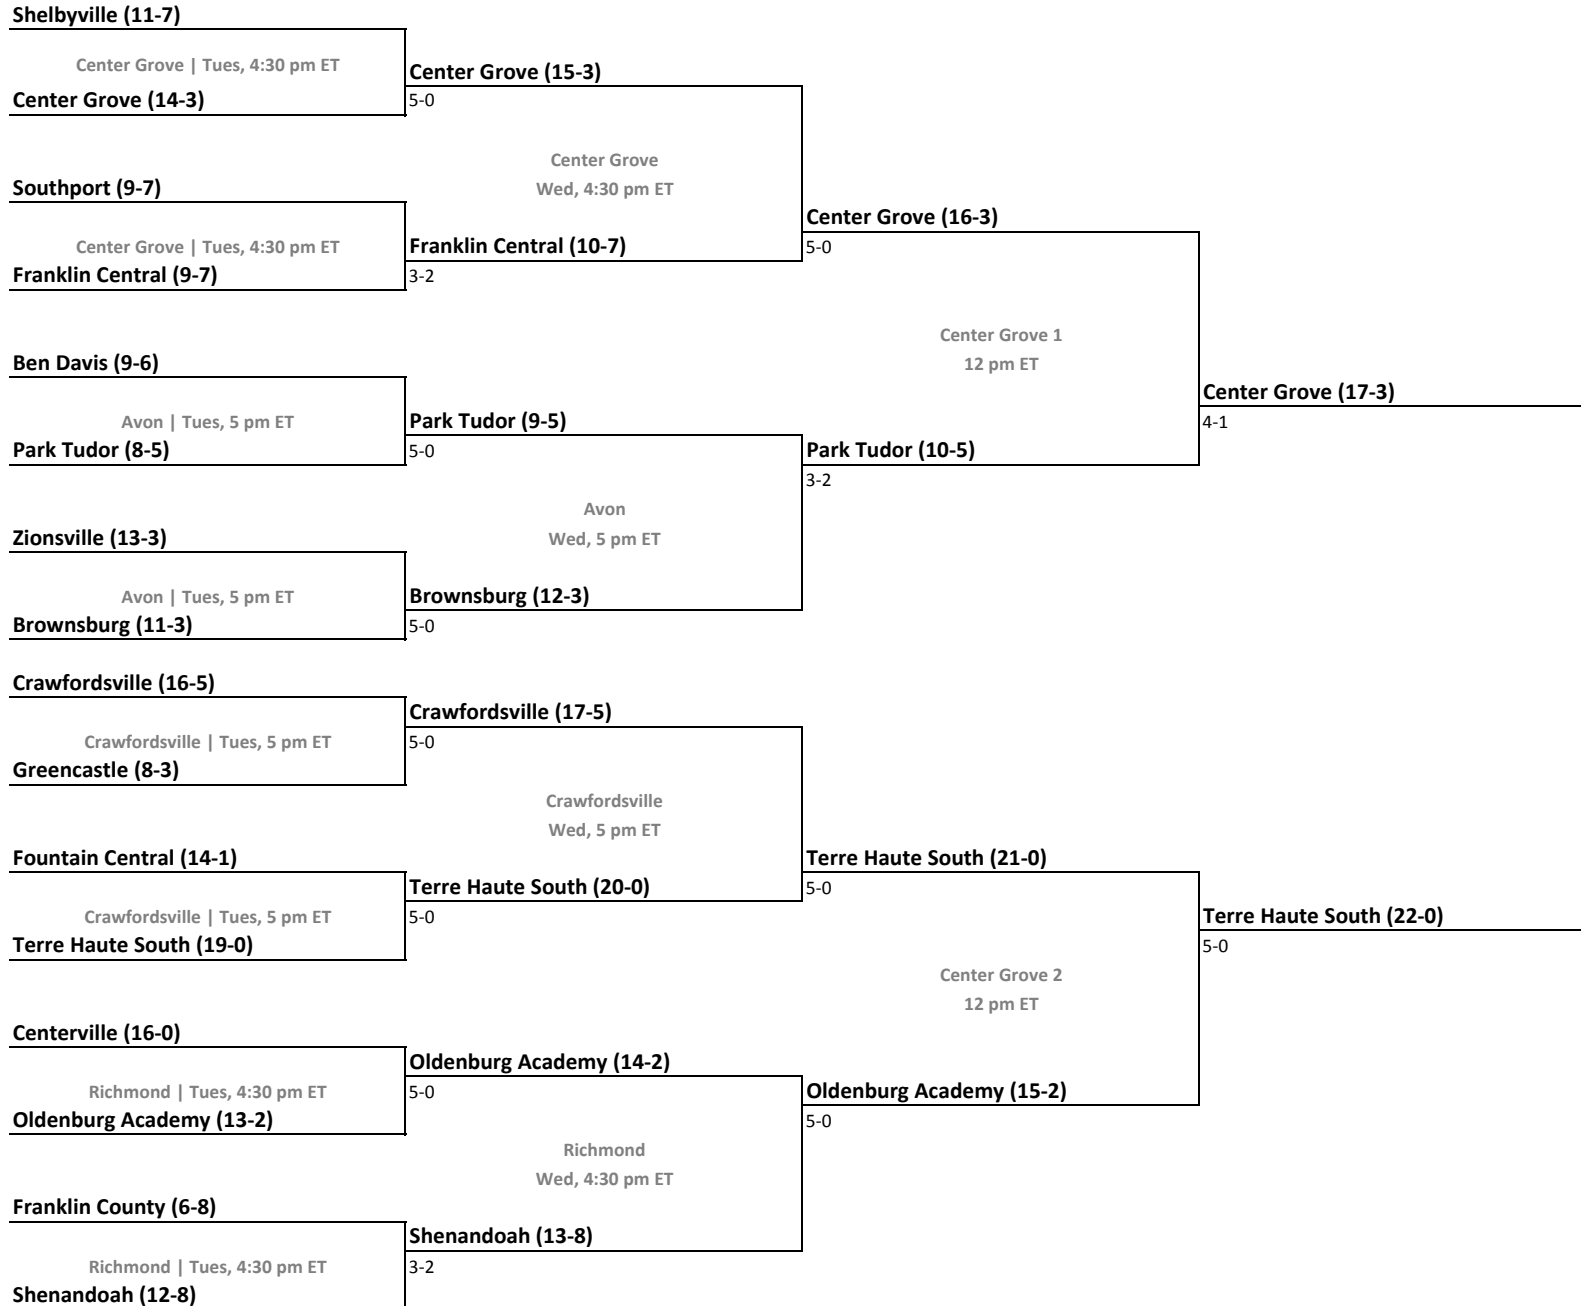 Shelbyville (11-7)
Center Grove | Tues, 4:30 pm ET
Center Grove (14-3)
Center Grove (15-3)
5-0
Center Grove
Wed, 4:30 pm ET
Southport (9-7)
Center Grove | Tues, 4:30 pm ET
Franklin Central (9-7)
Franklin Central (10-7)
3-2
Center Grove (16-3)
5-0
Center Grove 1
12 pm ET
Ben Davis (9-6)
Avon | Tues, 5 pm ET
Park Tudor (8-5)
Park Tudor (9-5)
5-0
Avon
Wed, 5 pm ET
Zionsville (13-3)
Avon | Tues, 5 pm ET
Brownsburg (11-3)
Brownsburg (12-3)
5-0
Park Tudor (10-5)
3-2
Center Grove (17-3)
4-1
Crawfordsville (16-5)
Crawfordsville | Tues, 5 pm ET
Greencastle (8-3)
Crawfordsville (17-5)
5-0
Crawfordsville
Wed, 5 pm ET
Fountain Central (14-1)
Crawfordsville | Tues, 5 pm ET
Terre Haute South (19-0)
Terre Haute South (20-0)
5-0
Terre Haute South (21-0)
5-0
Center Grove 2
12 pm ET
Centerville (16-0)
Richmond | Tues, 4:30 pm ET
Oldenburg Academy (13-2)
Oldenburg Academy (14-2)
5-0
Richmond
Wed, 4:30 pm ET
Franklin County (6-8)
Richmond | Tues, 4:30 pm ET
Shenandoah (12-8)
Shenandoah (13-8)
3-2
Oldenburg Academy (15-2)
5-0
Terre Haute South (22-0)
5-0